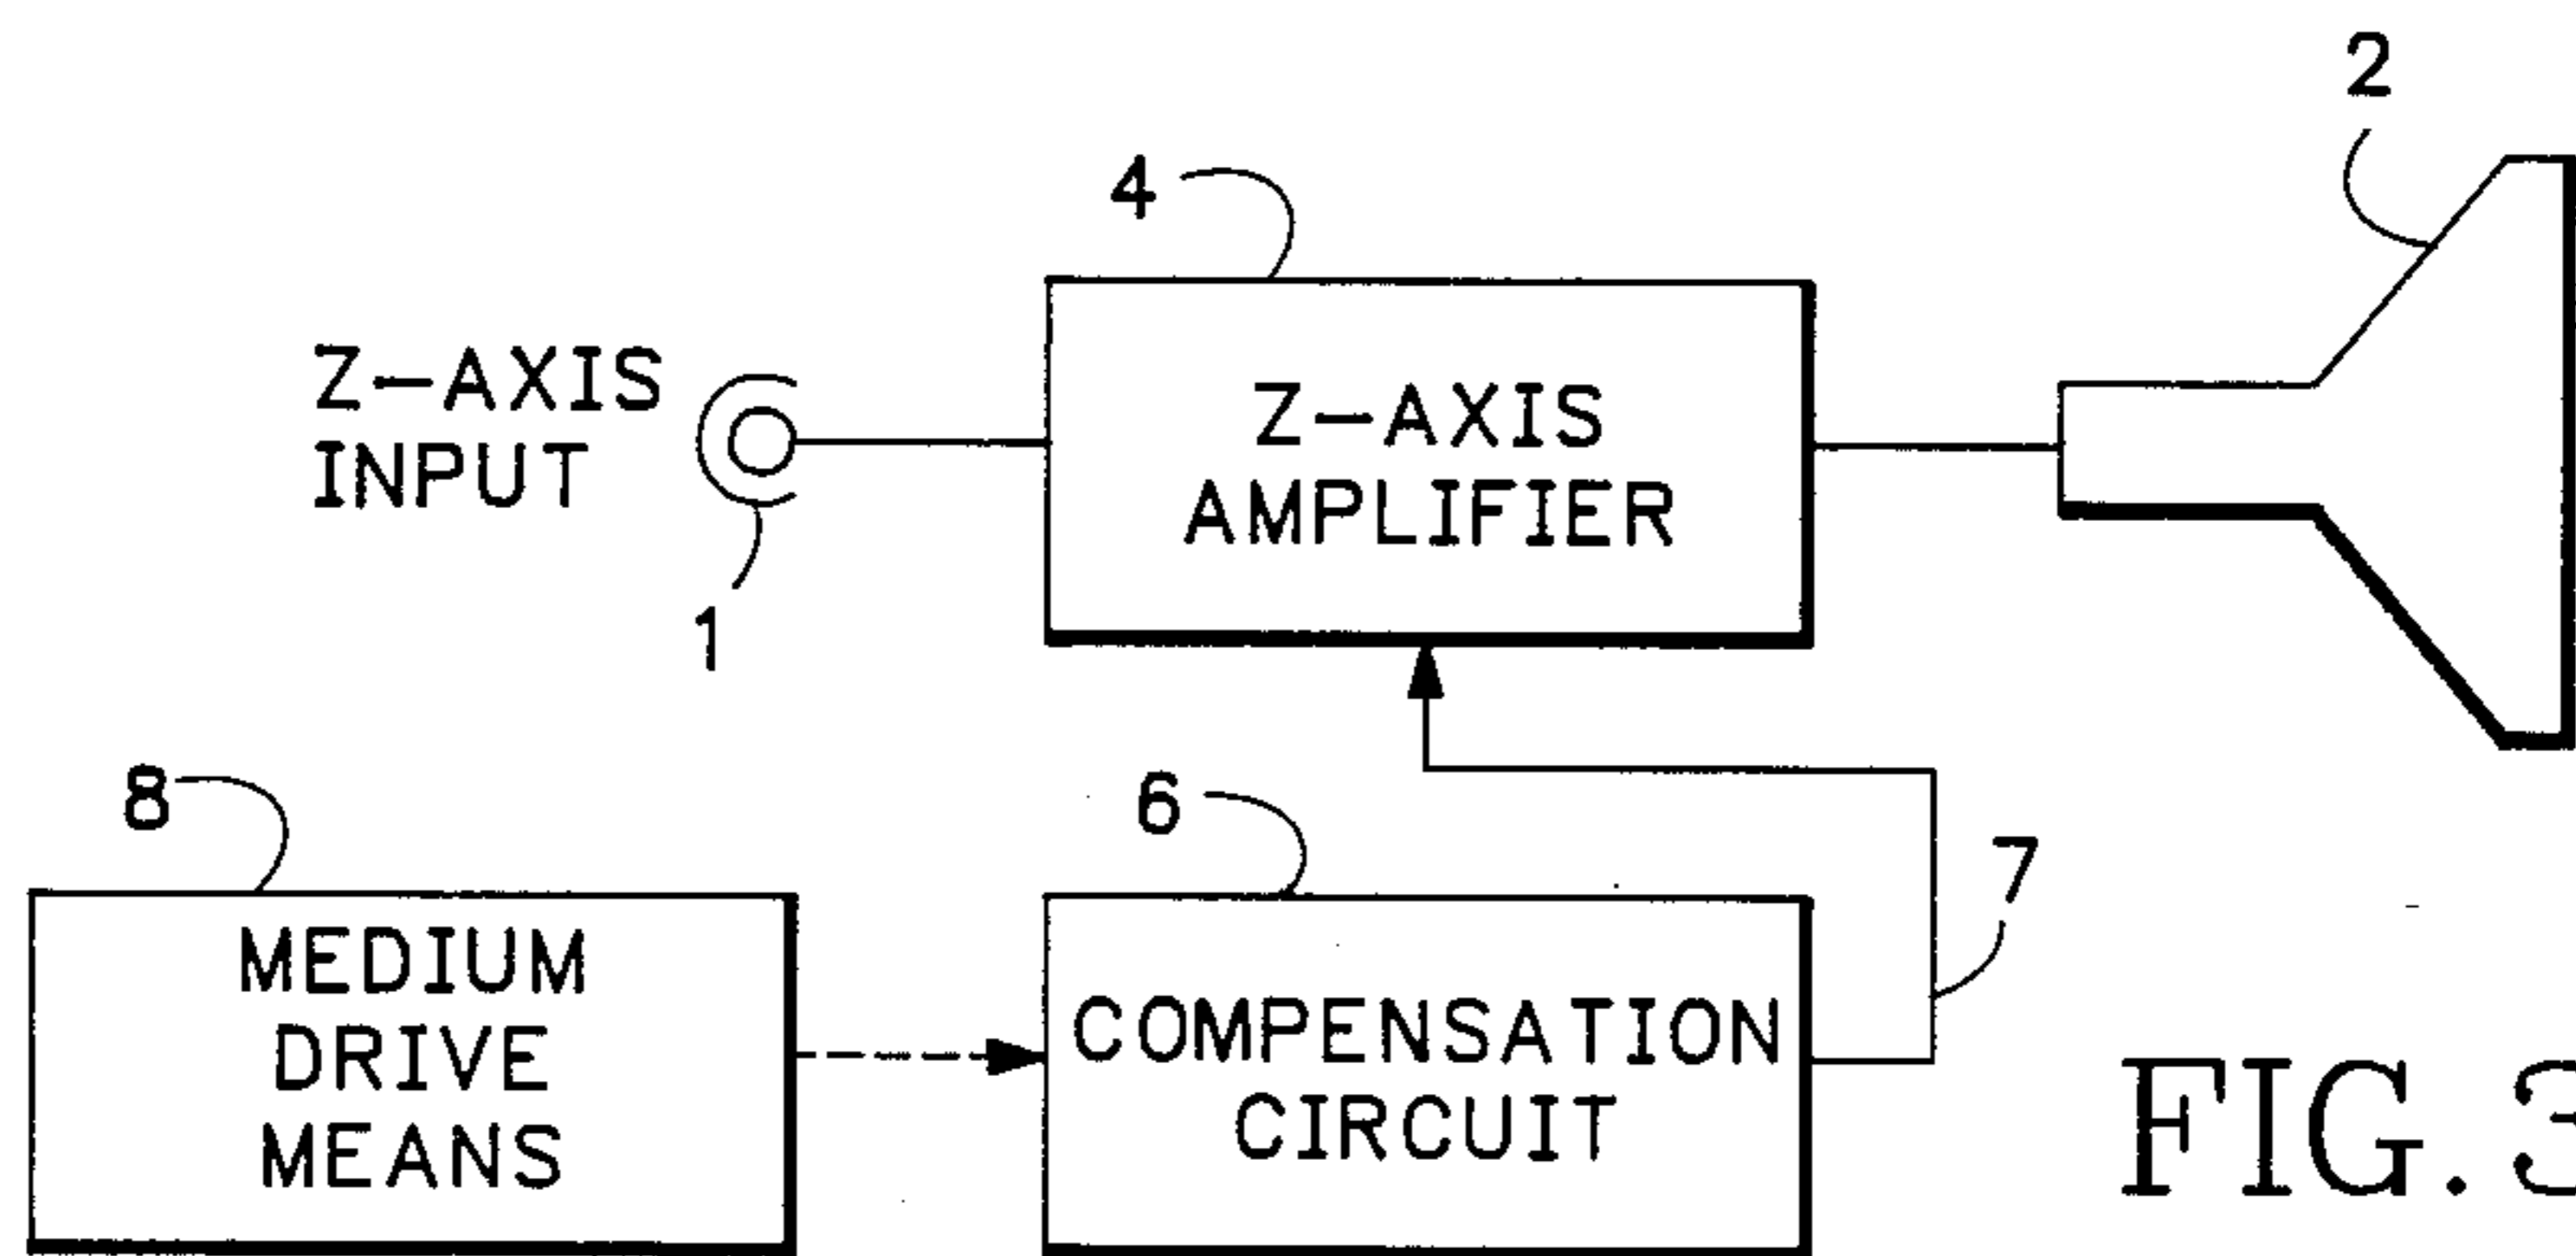 2
4
Z-AXIS
INPUT
Z-AXIS
AMPLIFIER
1
8
6
7
MEDIUM
DRIVE
MEANS
COMPENSATION
CIRCUIT
FIG. 3